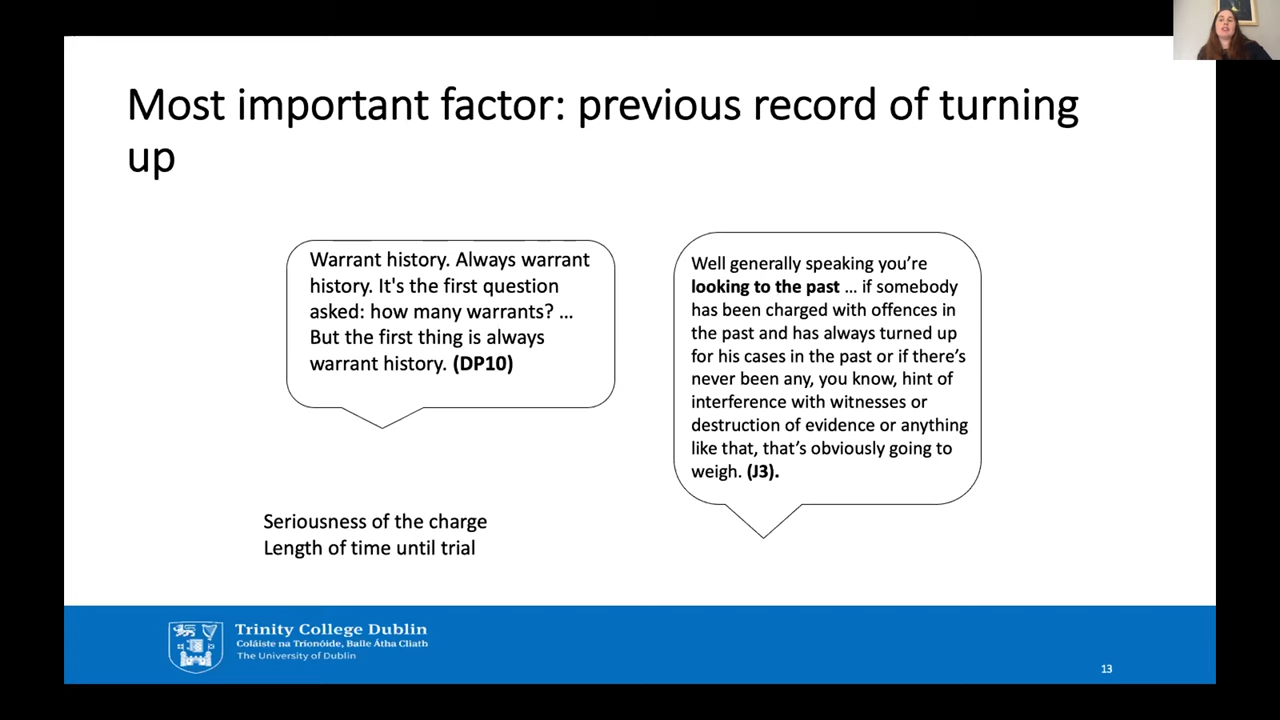 Most important factor: previous record of turning
up
Warrant history. Always warrant
history. It's the first question
asked: how many warrants? ...
But the first thing is always
warrant history. (DP10)
Well generally speaking you’re
looking to the past ... if somebody
has been charged with offences in
the past and has always turned up
for his cases in the past or if there’s
never been any, you know, hint of
interference with witnesses or
destruction of evidence or anything
like that, that’s obviously going to
weigh. (J3).
Seriousness of the charge
Length of time until trial
Trinity College Dublin
Coláiste na Tríonóide, Baile Átha Cliath
The University of Dublin
13